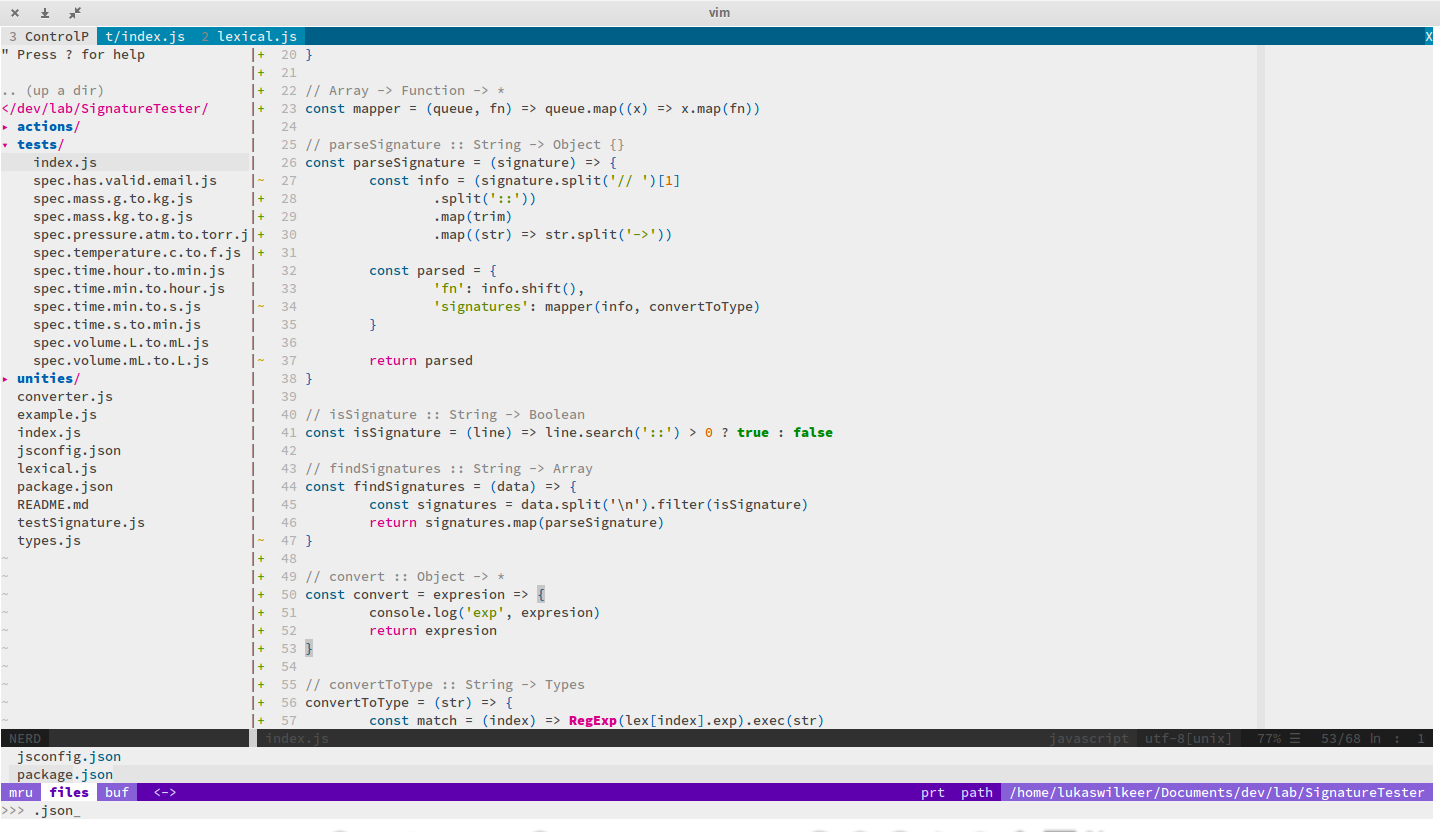 vim
3 ControlP t/index.js 2 lexical.js X
" Press ? for help
.. (up a dir)
</dev/lab/SignatureTester/
▸ actions/
▾ tests/
index.js
spec.has.valid.email.js
spec.mass.g.to.kg.js
spec.mass.kg.to.g.js
spec.pressure.atm.to.torr.j
spec.temperature.c.to.f.js
spec.time.hour.to.min.js
spec.time.min.to.hour.js
spec.time.min.to.s.js
spec.time.s.to.min.js
spec.volume.L.to.mL.js
spec.volume.mL.to.L.js
▸ unities/
converter.js
example.js
index.js
jsconfig.json
lexical.js
package.json
README.md
testSignature.js
types.js
~
~
~
~
~
~
~
~
~
~
|+ 20 }
|+ 21
|+ 22 // Array -> Function -> *
|+ 23 const mapper = (queue, fn) => queue.map((x) => x.map(fn))
| 24
| 25 // parseSignature :: String -> Object {}
| 26 const parseSignature = (signature) => {
|~ 27 const info = (signature.split('// ')[1]
|+ 28 .split('::'))
|+ 29 .map(trim)
|+ 30 .map((str) => str.split('->'))
|+ 31
| 32 const parsed = {
| 33 'fn': info.shift(),
|~ 34 'signatures': mapper(info, convertToType)
| 35 }
| 36
|~ 37 return parsed
| 38 }
| 39
| 40 // isSignature :: String -> Boolean
| 41 const isSignature = (line) => line.search('::') > 0 ? true : false
| 42
| 43 // findSignatures :: String -> Array
| 44 const findSignatures = (data) => {
| 45 const signatures = data.split('\n').filter(isSignature)
| 46 return signatures.map(parseSignature)
|~ 47 }
|+ 48
|+ 49 // convert :: Object -> *
|+ 50 const convert = expresion => {
|+ 51 console.log('exp', expresion)
|+ 52 return expresion
|+ 53 }
|+ 54
|+ 55 // convertToType :: String -> Types
|+ 56 convertToType = (str) => {
|+ 57 const match = (index) => RegExp(lex[index].exp).exec(str)
NERD index.js javascript utf-8[unix] 77% ☰ 53/68 ln : 1
jsconfig.json
package.json
mru files buf <-> prt path /home/lukaswilkeer/Documents/dev/lab/SignatureTester
>>> .json_